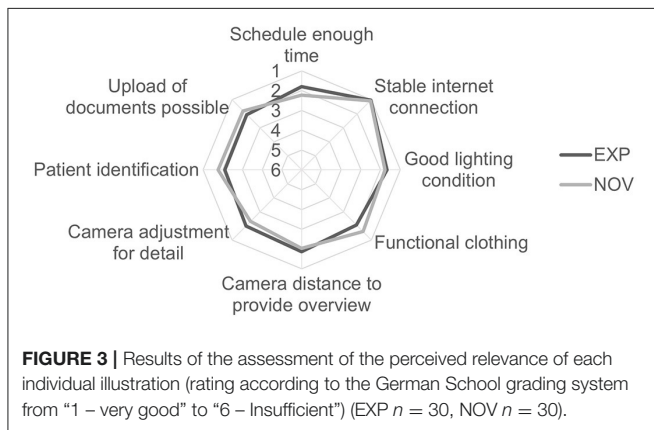 Schedule enough
time
1
2
3
4
5
6
Upload of
documents possible
Stable internet
connection
Patient identification
Good lighting
condition
EXP
NOV
Camera adjustment
for detail
Functional clothing
Camera distance to
provide overview
FIGURE 3 | Results of the assessment of the perceived relevance of each
individual illustration (rating according to the German School grading system
from “1 – very good” to “6 – Insufficient”) (EXP n = 30, NOV n = 30).